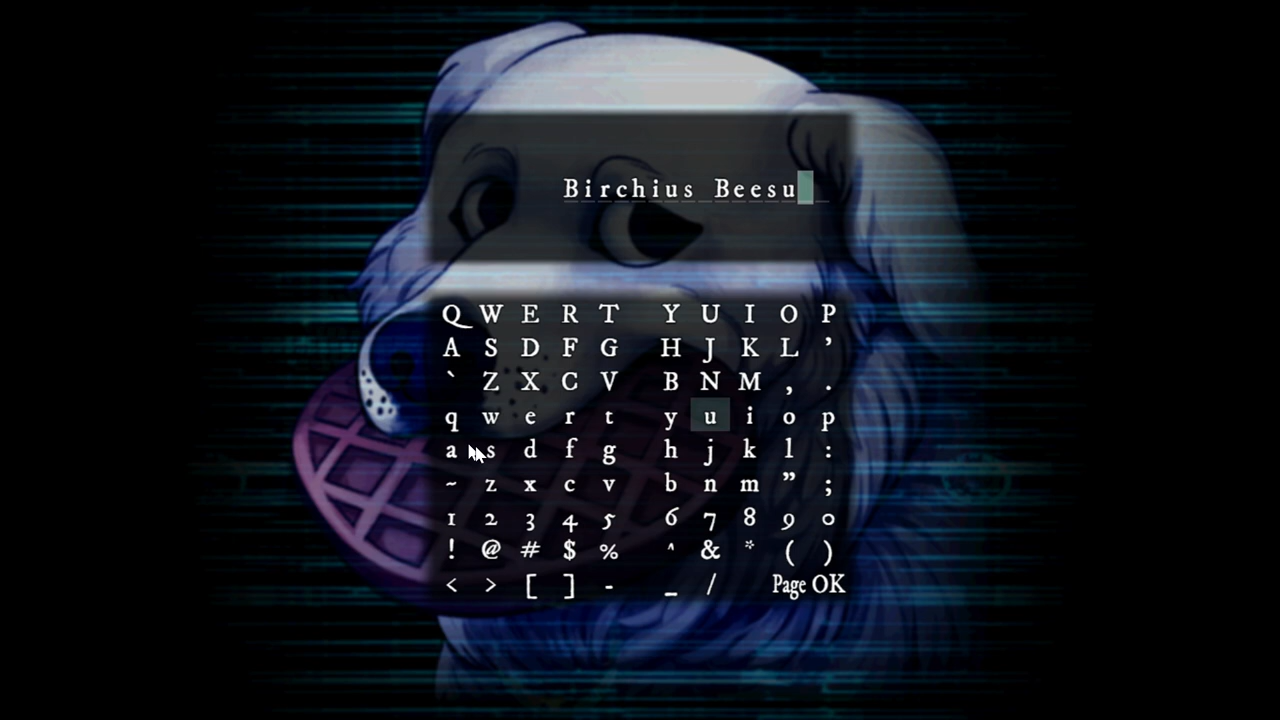 Birchius Beesu
Q W E R T Y U I O P
A S D F G H J K L ’
` Z X C V B N M , .
q w e r t y u i o p
a s d f g h j k l :
~ z x c v b n m ” ;
1 2 3 4 5 6 7 8 9 0
! @ # $ % ^ & * ( )
< > [ ] - _ / Page OK